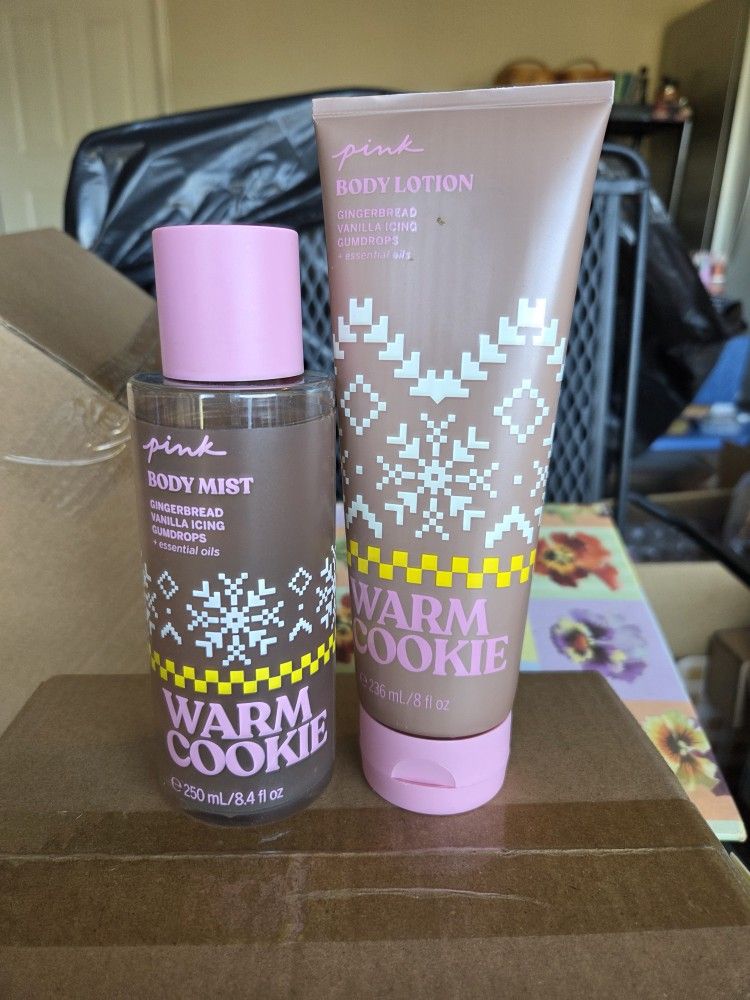 pink
BODY MIST
GINGERBREAD
VANILLA ICING
GUMDROPS
+ essential oils
WARM
COOKIE
℮ 250 mL/8.4 fl oz
pink
BODY LOTION
GINGERBREAD
VANILLA ICING
GUMDROPS
+ essential oils
WARM
COOKIE
℮ 236 mL/8 fl oz